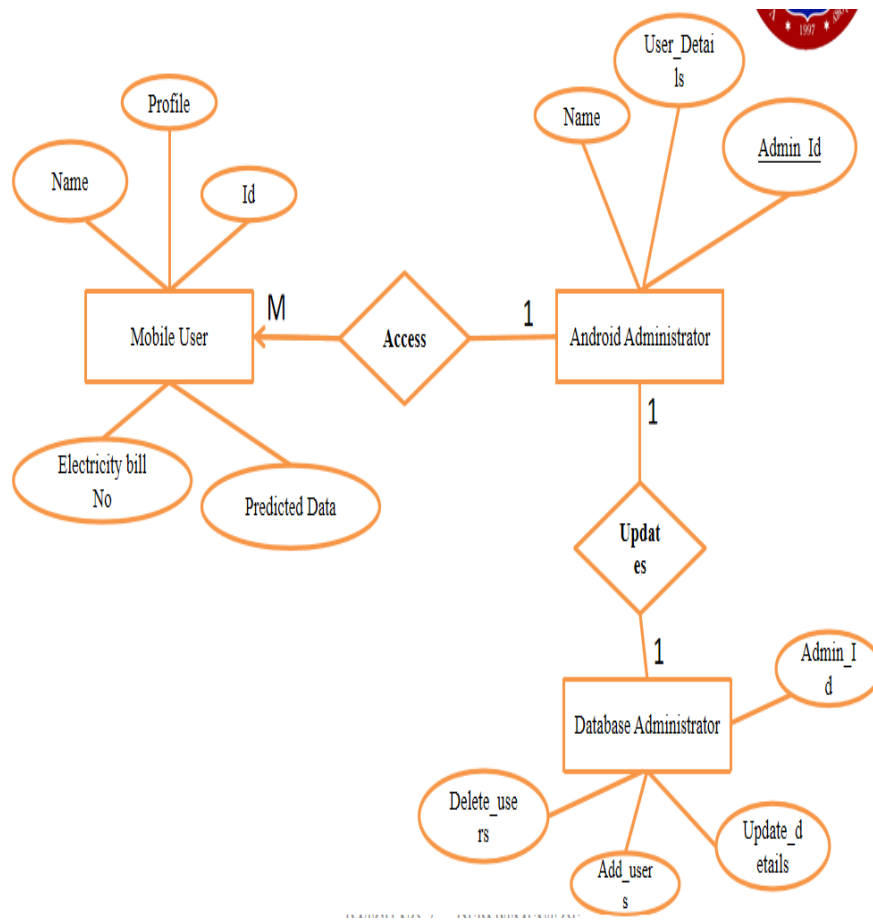 User_Detai
ls
Profile
Name
Admin_Id
Name
Id
M
1
Mobile User
Access
Android Administrator
1
Electricity bill
No
Predicted Data
Updat
es
1
Admin_I
d
Database Administrator
Delete_use
rs
Update_d
etails
Add_user
s
1997